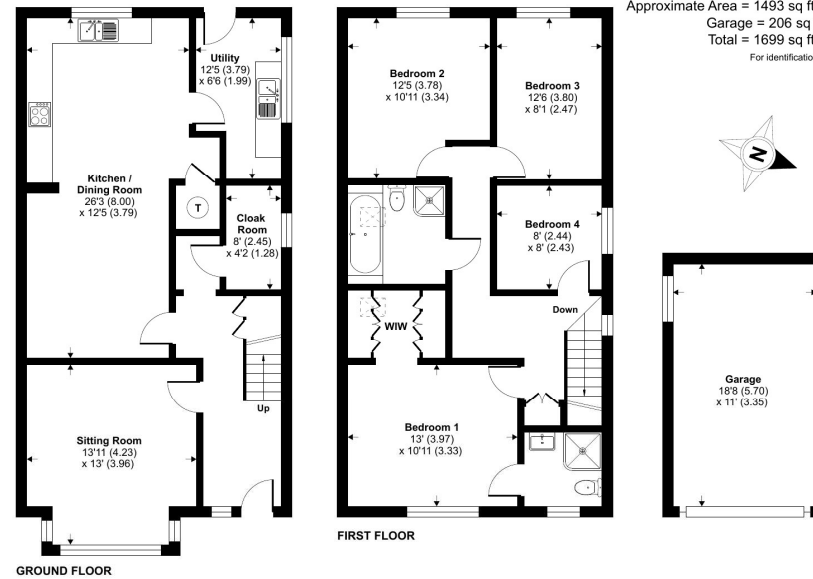 Approximate Area = 1493 sq ft
Garage = 206 sq
Total = 1699 sq ft
For identification
N
Utility
12'5 (3.79)
x 6'6 (1.99)
Kitchen /
Dining Room
26'3 (8.00)
x 12'5 (3.79)
T
Cloak
Room
8' (2.45)
x 4'2 (1.28)
Up
Sitting Room
13'11 (4.23)
x 13' (3.96)
GROUND FLOOR
Bedroom 2
12'5 (3.78)
x 10'11 (3.34)
Bedroom 3
12'6 (3.80)
x 8'1 (2.47)
Bedroom 4
8' (2.44)
x 8' (2.43)
Down
WIW
Bedroom 1
13' (3.97)
x 10'11 (3.33)
FIRST FLOOR
Garage
18'8 (5.70)
x 11' (3.35)